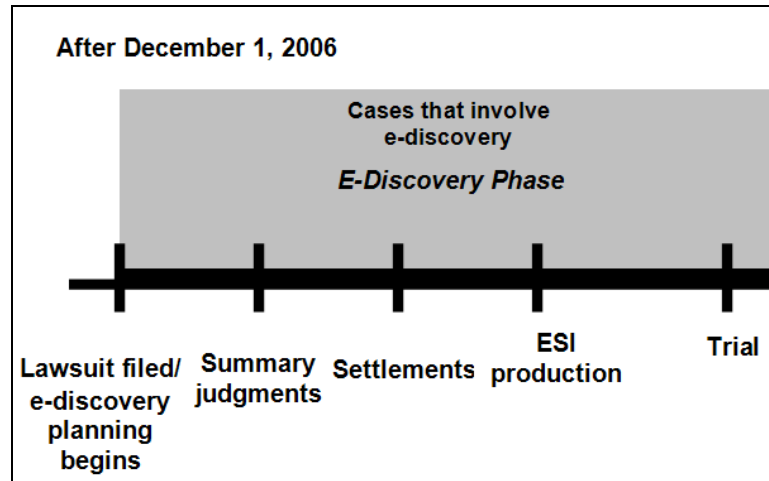 After December 1, 2006
Cases that involve
e-discovery
E-Discovery Phase
Lawsuit filed/
e-discovery
planning
begins
Summary
judgments
Settlements
ESI
production
Trial